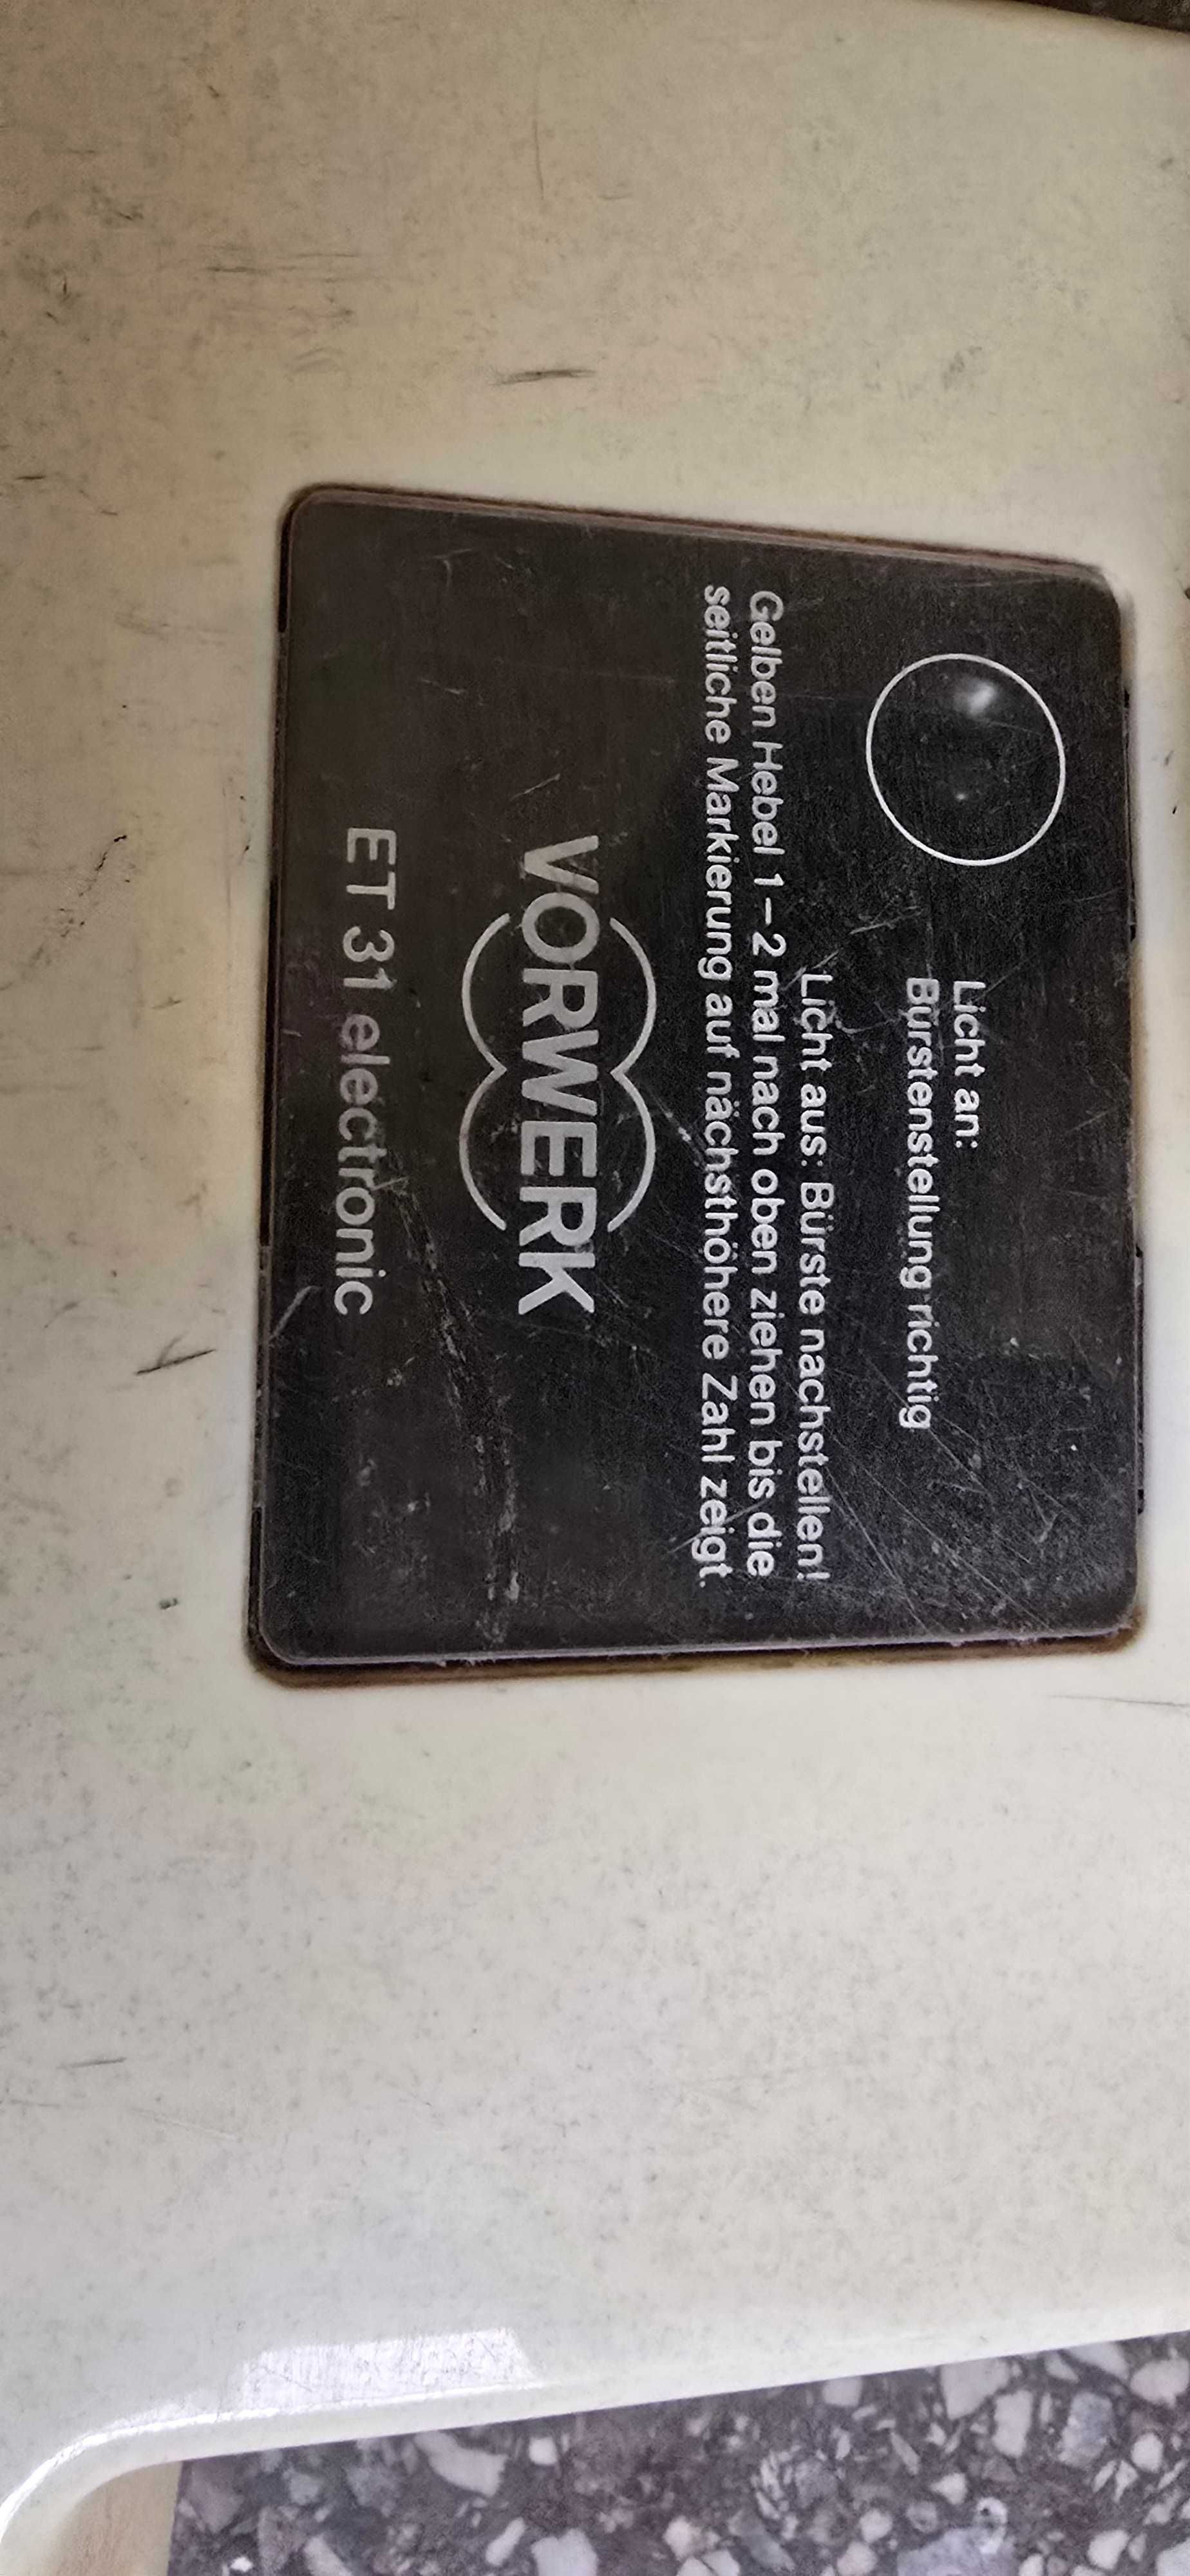 Licht an:
Bürstenstellung richtig
Licht aus: Bürste nachstellen!
Gelben Hebel 1–2 mal nach oben ziehen bis die
seitliche Markierung auf nächsthöhere Zahl zeigt.
VORWERK
ET 31 electronic